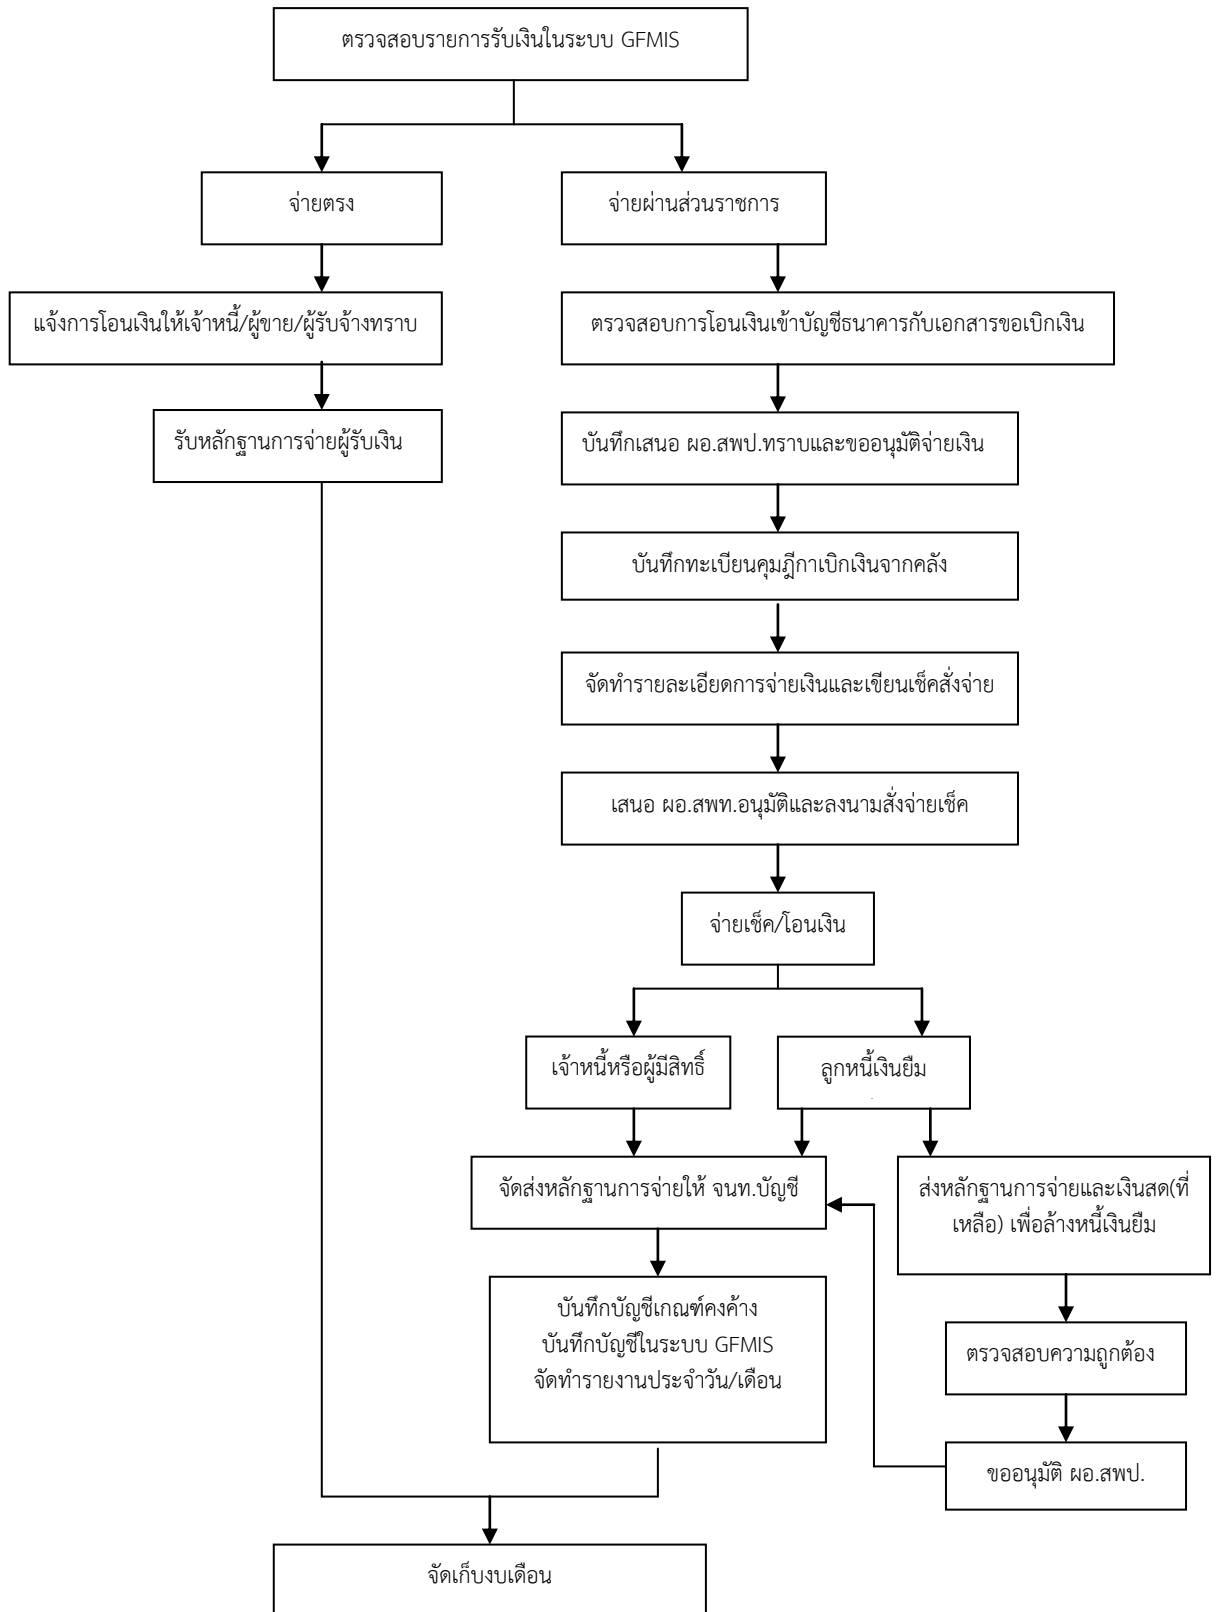 ตรวจสอบรายการรับเงินในระบบ GFMIS
จ่ายตรง
จ่ายผ่านส่วนราชการ
แจ้งการโอนเงินให้เจ้าหนี้/ผู้ขาย/ผู้รับจ้างทราบ
ตรวจสอบการโอนเงินเข้าบัญชีธนาคารกับเอกสารขอเบิกเงิน
รับหลักฐานการจ่ายผู้รับเงิน
บันทึกเสนอ ผอ.สพป.ทราบและขออนุมัติจ่ายเงิน
บันทึกทะเบียนคุมฎีกาเบิกเงินจากคลัง
จัดทำรายละเอียดการจ่ายเงินและเขียนเช็คสั่งจ่าย
เสนอ ผอ.สพท.อนุมัติและลงนามสั่งจ่ายเช็ค
จ่ายเช็ค/โอนเงิน
เจ้าหนี้หรือผู้มีสิทธิ์
ลูกหนี้เงินยืม
จัดส่งหลักฐานการจ่ายให้ จนท.บัญชี
ส่งหลักฐานการจ่ายและเงินสด(ที่
เหลือ) เพื่อล้างหนี้เงินยืม
บันทึกบัญชีเกณฑ์คงค้าง
บันทึกบัญชีในระบบ GFMIS
จัดทำรายงานประจำวัน/เดือน
ตรวจสอบความถูกต้อง
ขออนุมัติ ผอ.สพป.
จัดเก็บงบเดือน